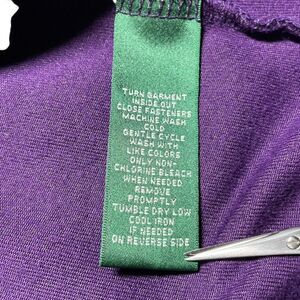 TURN GARMENT
INSIDE OUT
CLOSE FASTENERS
MACHINE WASH
COLD
GENTLE CYCLE
WASH WITH
LIKE COLORS
ONLY NON-
CHLORINE BLEACH
WHEN NEEDED
REMOVE
PROMPTLY
TUMBLE DRY LOW
COOL IRON
IF NEEDED
ON REVERSE SIDE